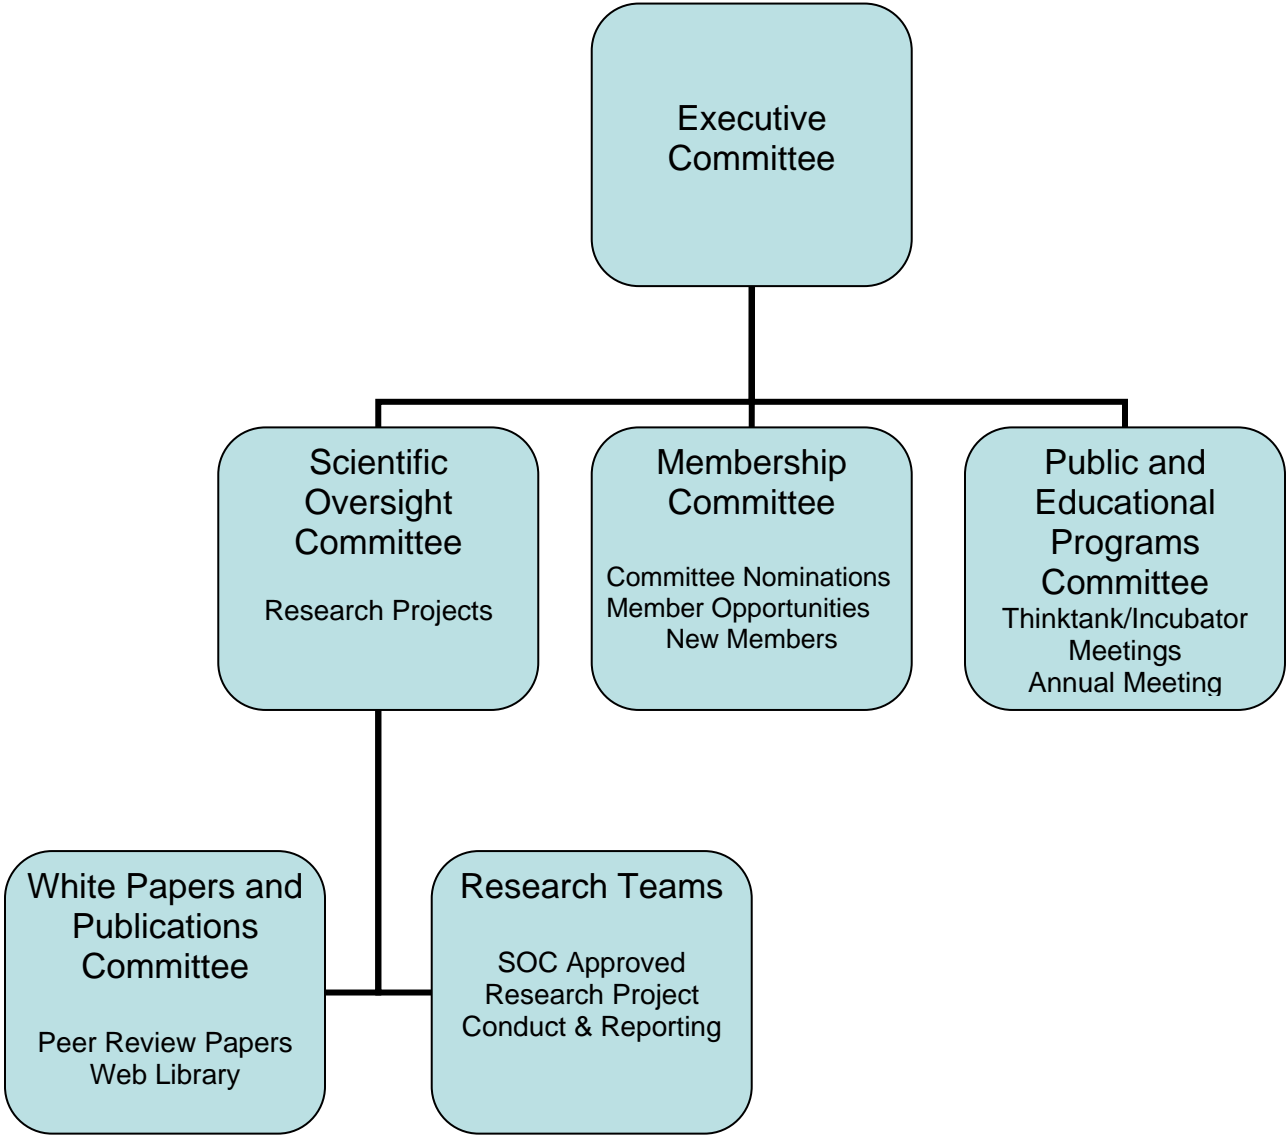 Executive
Committee
Scientific
Oversight
Committee
Research Projects
Membership
Committee
Committee Nominations
Member Opportunities
New Members
Public and
Educational
Programs
Committee
Thinktank/Incubator
Meetings
Annual Meeting
White Papers and
Publications
Committee
Peer Review Papers
Web Library
Research Teams
SOC Approved
Research Project
Conduct & Reporting